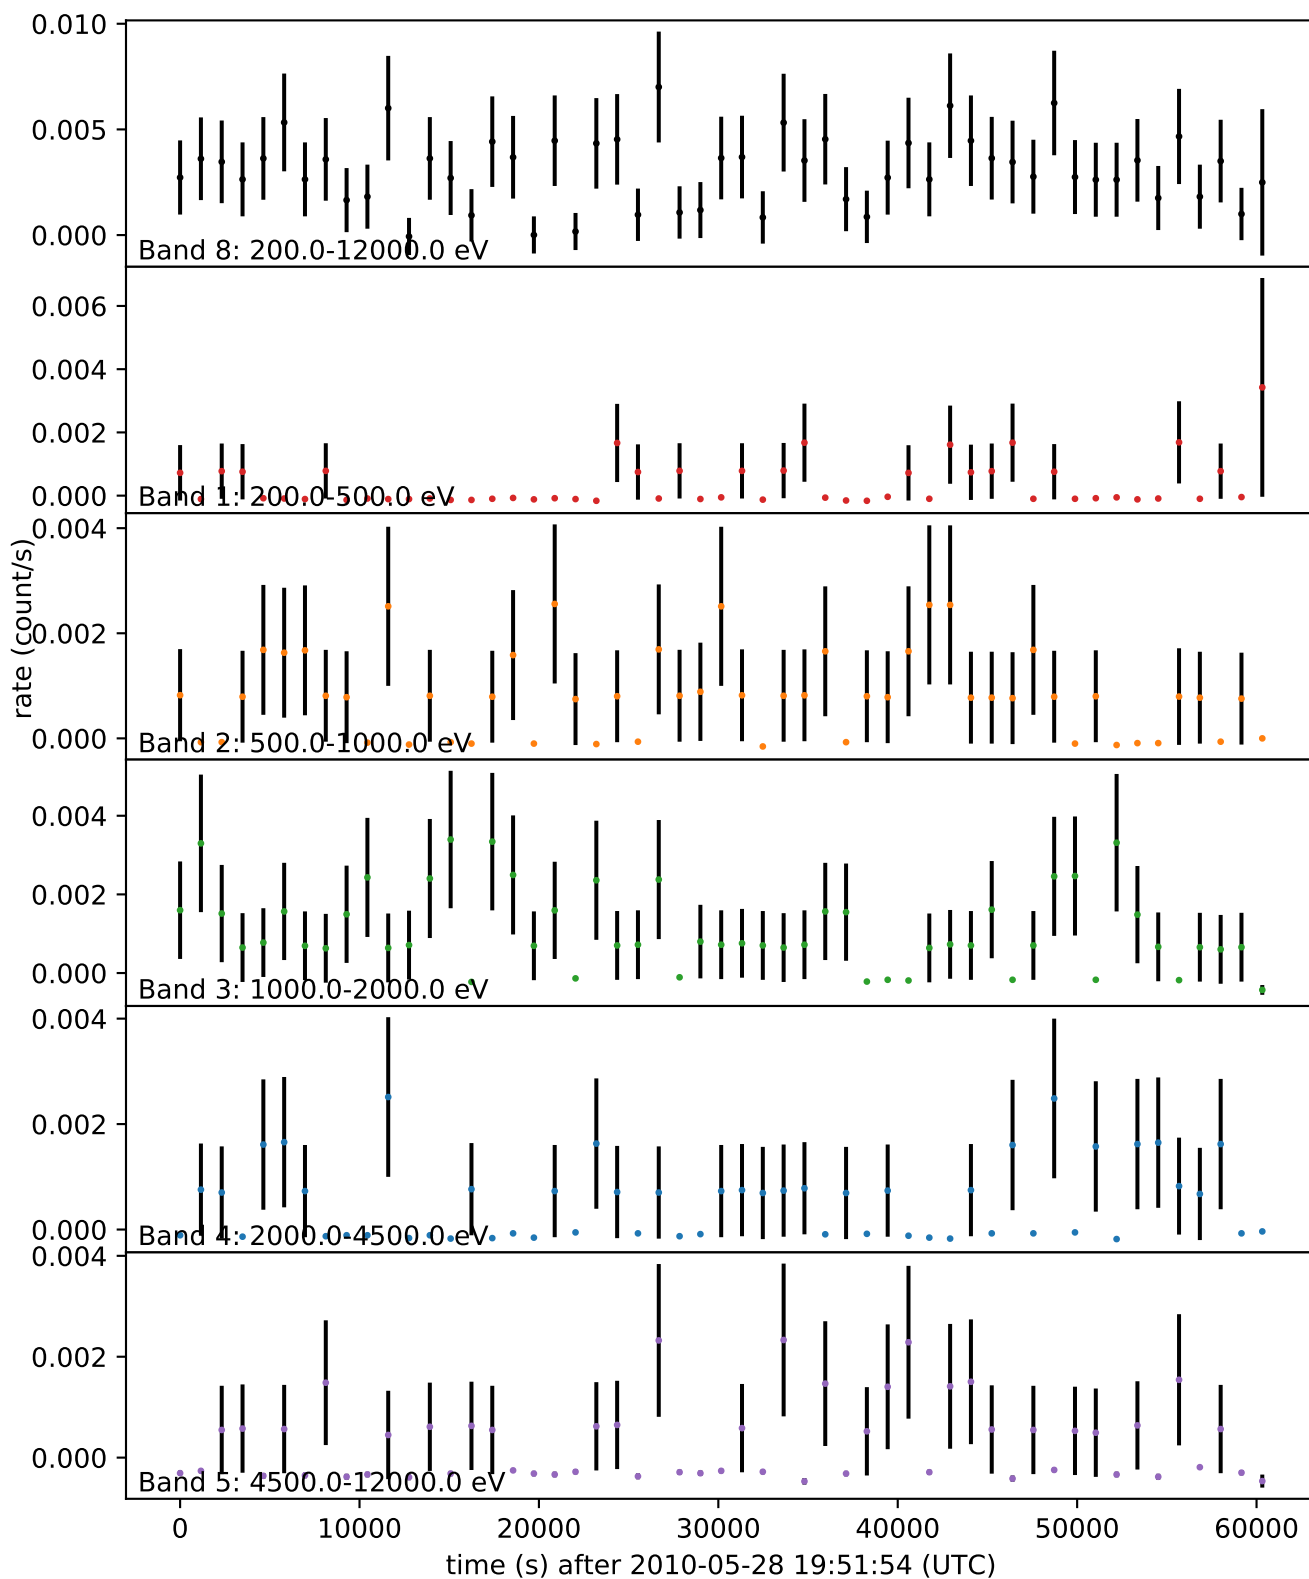 0.010
0.005
0.000
Band 8: 200.0-12000.0 eV
0.006
0.004
0.002
0.000
Band 1: 200.0-500.0 eV
rate (count/s)
0.004
0.002
0.000
Band 2: 500.0-1000.0 eV
0.004
0.002
0.000
Band 3: 1000.0-2000.0 eV
0.004
0.002
0.000
Band 4: 2000.0-4500.0 eV
0.004
0.002
0.000
Band 5: 4500.0-12000.0 eV
0 10000 20000 30000 40000 50000 60000
time (s) after 2010-05-28 19:51:54 (UTC)